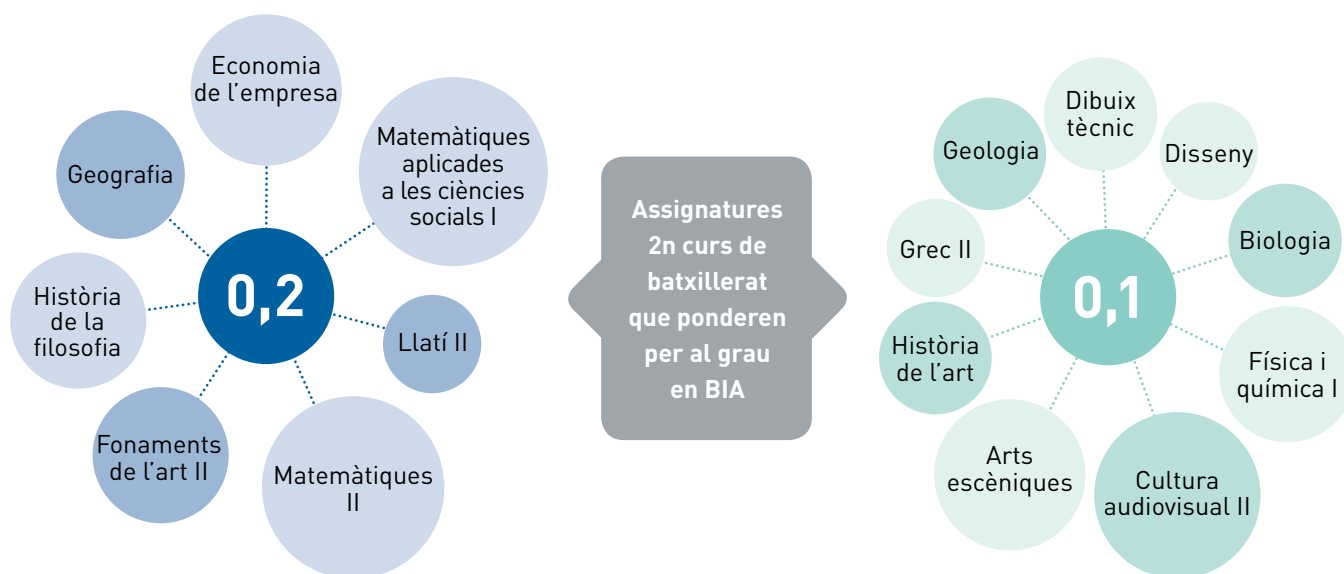 Economia
de l'empresa
Geografia
Matemàtiques
aplicades
a les ciències
socials I
0,2
Història
de la
filosofia
Llatí II
Fonaments
de l'art II
Matemàtiques
II
Assignatures
2n curs de
batxillerat
que ponderen
per al grau
en BIA
Dibuix
tècnic
Geologia
Disseny
Grec II
Biologia
0,1
Història
de l'art
Física i
química I
Arts
escèniques
Cultura
audiovisual II